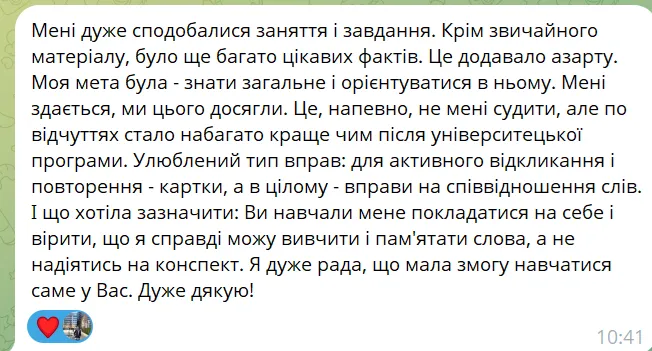 Мені дуже сподобалися заняття і завдання. Крім звичайного
матеріалу, було ще багато цікавих фактів. Це додавало азарту.
Моя мета була - знати загальне і орієнтуватися в ньому. Мені
здається, ми цього досягли. Це, напевно, не мені судити, але по
відчуттях стало набагато краще чим після університецької
програми. Улюблений тип вправ: для активного відкликання і
повторення - картки, а в цілому - вправи на співвідношення слів.
І що хотіла зазначити: Ви навчали мене покладатися на себе і
вірити, що я справді можу вивчити і пам'ятати слова, а не
надіятись на конспект. Я дуже рада, що мала змогу навчатися
саме у Вас. Дуже дякую!
10:41